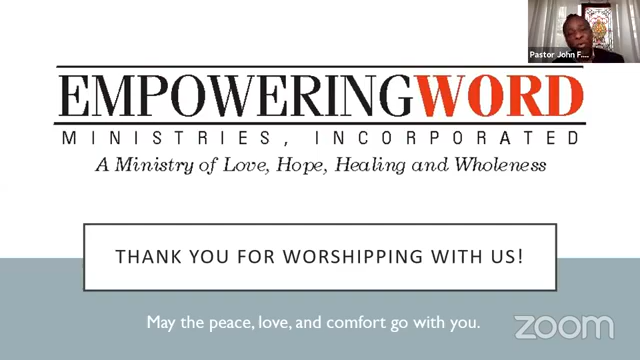 Pastor John F....
EMPOWERINGWORD
MINISTRIES, INCORPORATED
A Ministry of Love, Hope, Healing and Wholeness
THANK YOU FOR WORSHIPPING WITH US!
May the peace, love, and comfort go with you.
zoom